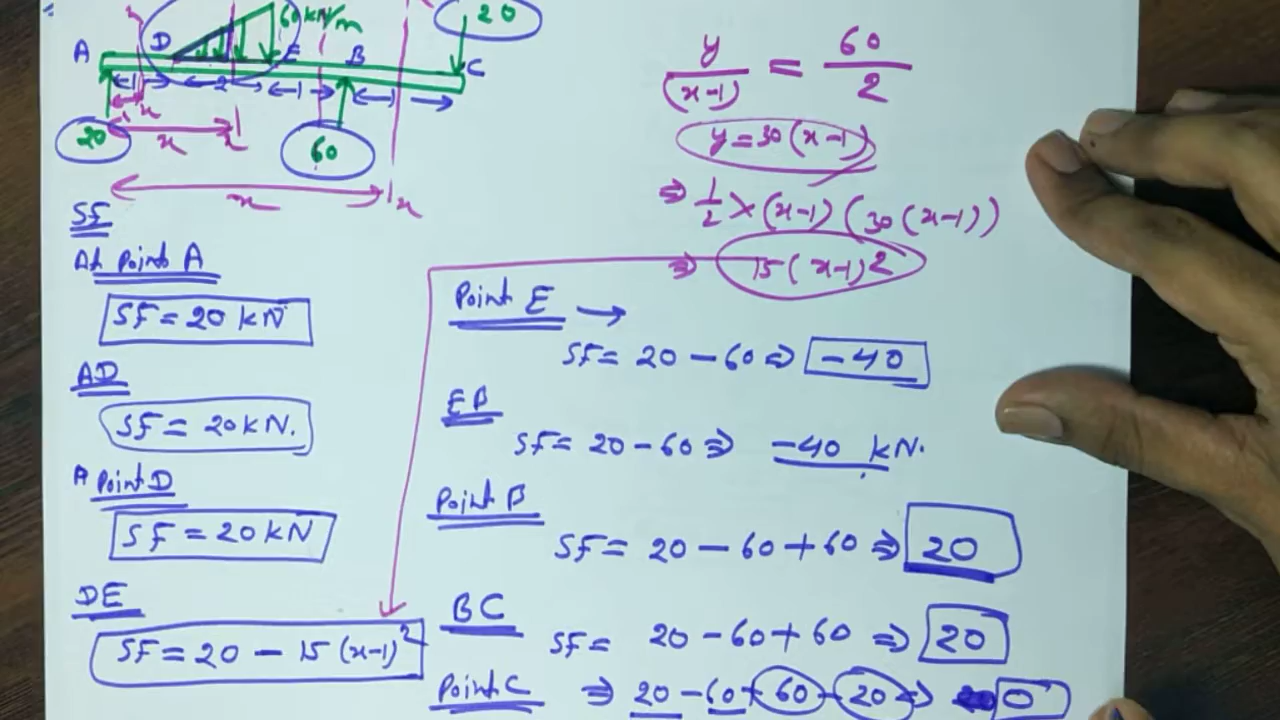 60 kN/m
20
A D E B C
1 2 1 1
x
20 x 60
x
SF
At Point A
SF = 20 kN
AD
SF = 20 kN.
A Point D
SF = 20 kN
DE
SF = 20 - 15 (x-1)²
y/(x-1) = 60/2
y = 30 (x-1)
⇒ 1/2 × (x-1) (30 (x-1))
⇒ 15 (x-1)²
Point E →
SF = 20 - 60 ⇒ -40
EB
SF = 20 - 60 ⇒ -40 kN.
Point B
SF = 20 - 60 + 60 ⇒ 20
BC
SF = 20 - 60 + 60 ⇒ 20
Point C ⇒ 20 - 60 + 60 - 20 ⇒ 0